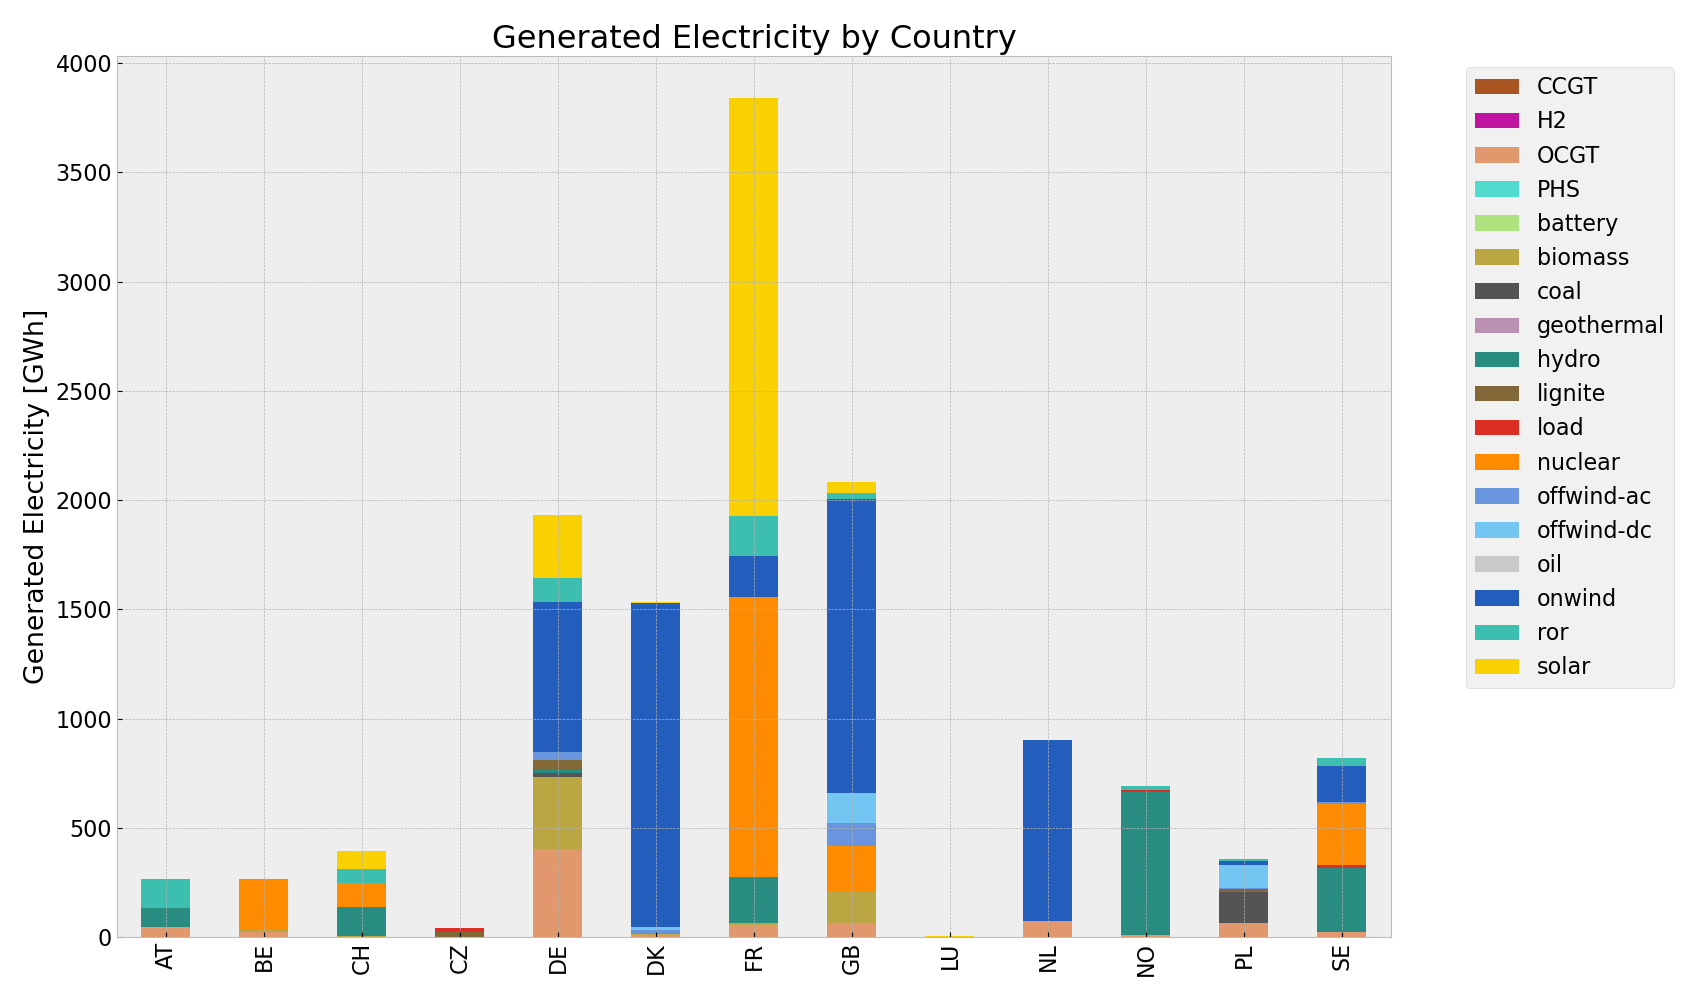 Generated Electricity by Country
Generated Electricity [GWh]
4000
3500
3000
2500
2000
1500
1000
500
0
AT
BE
CH
CZ
DE
DK
FR
GB
LU
NL
NO
PL
SE
CCGT
H2
OCGT
PHS
battery
biomass
coal
geothermal
hydro
lignite
load
nuclear
offwind-ac
offwind-dc
oil
onwind
ror
solar